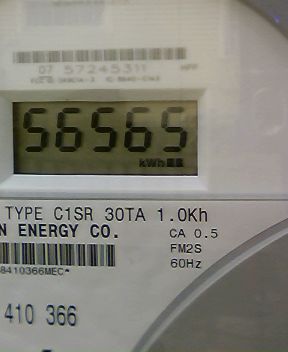 07 57245311
56565
kWh
TYPE C1SR 30TA 1.0Kh
N ENERGY CO.
CA 0.5
FM2S
60Hz
8410366MEC*
410 366